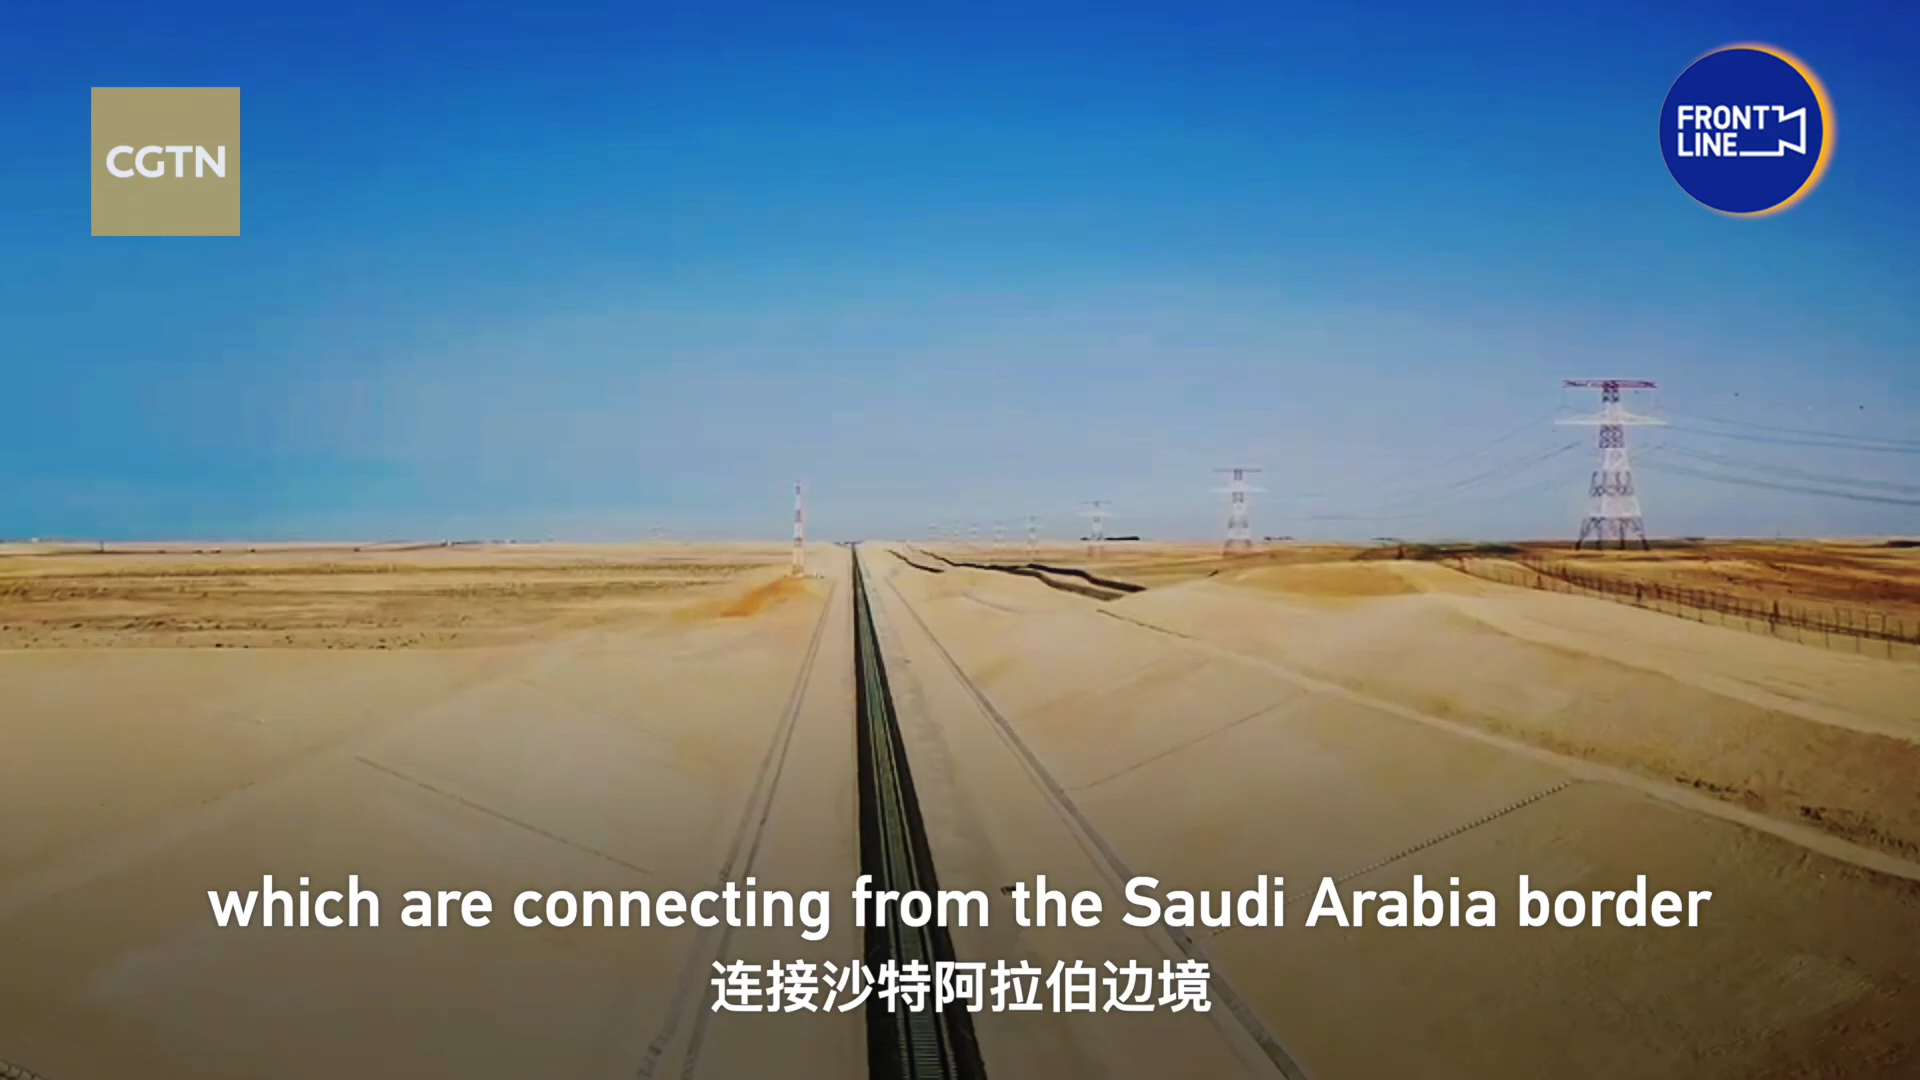 CGTN
FRONT
LINE
which are connecting from the Saudi Arabia border
连接沙特阿拉伯边境